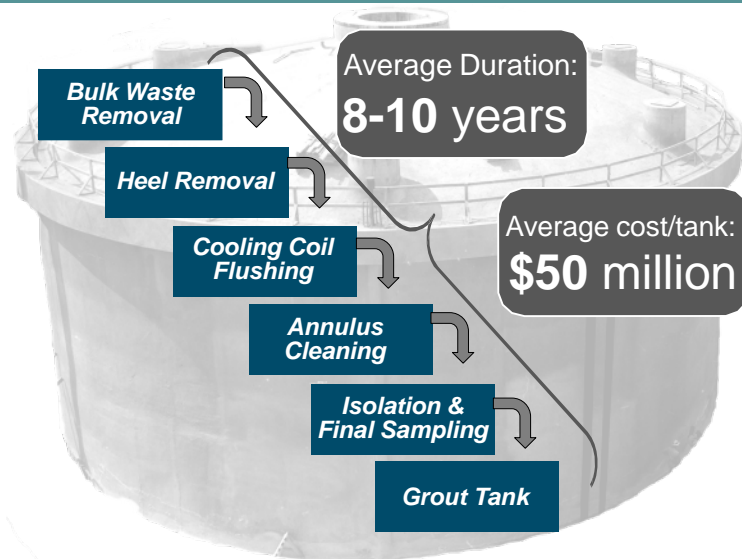 Average Duration:
8-10 years
Bulk Waste
Removal
Heel Removal
Average cost/tank:
$50 million
Cooling Coil
Flushing
Annulus
Cleaning
Isolation &
Final Sampling
Grout Tank